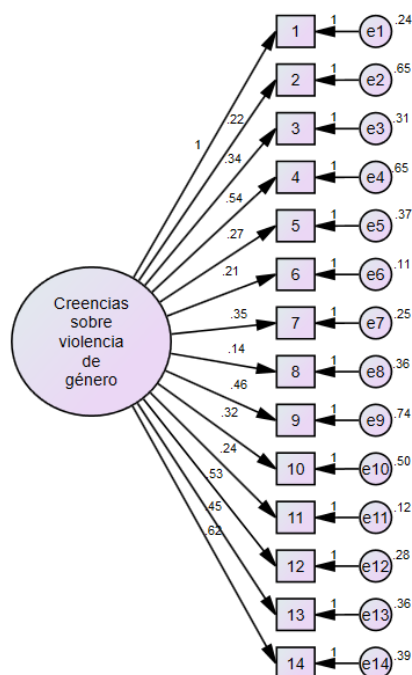 1 1 e1 .24
.22 2 1 e2 .65
1 .34 3 1 e3 .31
.54 4 1 e4 .65
.27 5 1 e5 .37
.21 6 1 e6 .11
Creencias
sobre
violencia
de
género
.35 7 1 e7 .25
.14 8 1 e8 .36
.46 9 1 e9 .74
.32 10 1 e10 .50
.24 11 1 e11 .12
.53 12 1 e12 .28
.45 13 1 e13 .36
.62 14 1 e14 .39